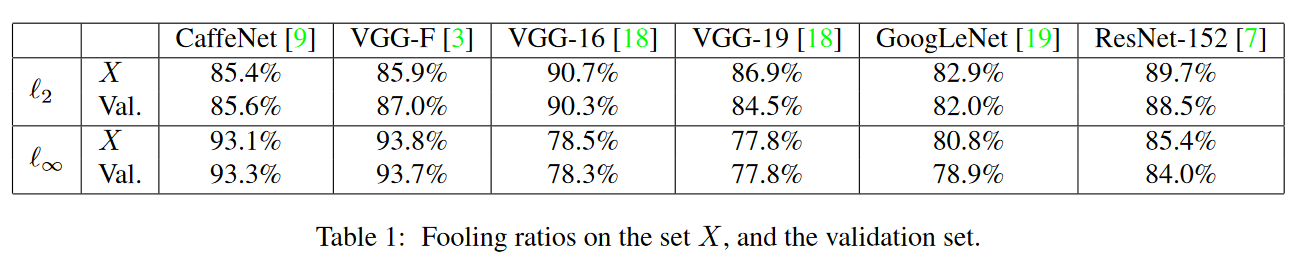 CaffeNet [9] VGG-F [3] VGG-16 [18] VGG-19 [18] GoogLeNet [19] ResNet-152 [7]
ℓ2 X 85.4% 85.9% 90.7% 86.9% 82.9% 89.7%
Val. 85.6% 87.0% 90.3% 84.5% 82.0% 88.5%
ℓ∞ X 93.1% 93.8% 78.5% 77.8% 80.8% 85.4%
Val. 93.3% 93.7% 78.3% 77.8% 78.9% 84.0%
Table 1: Fooling ratios on the set X, and the validation set.